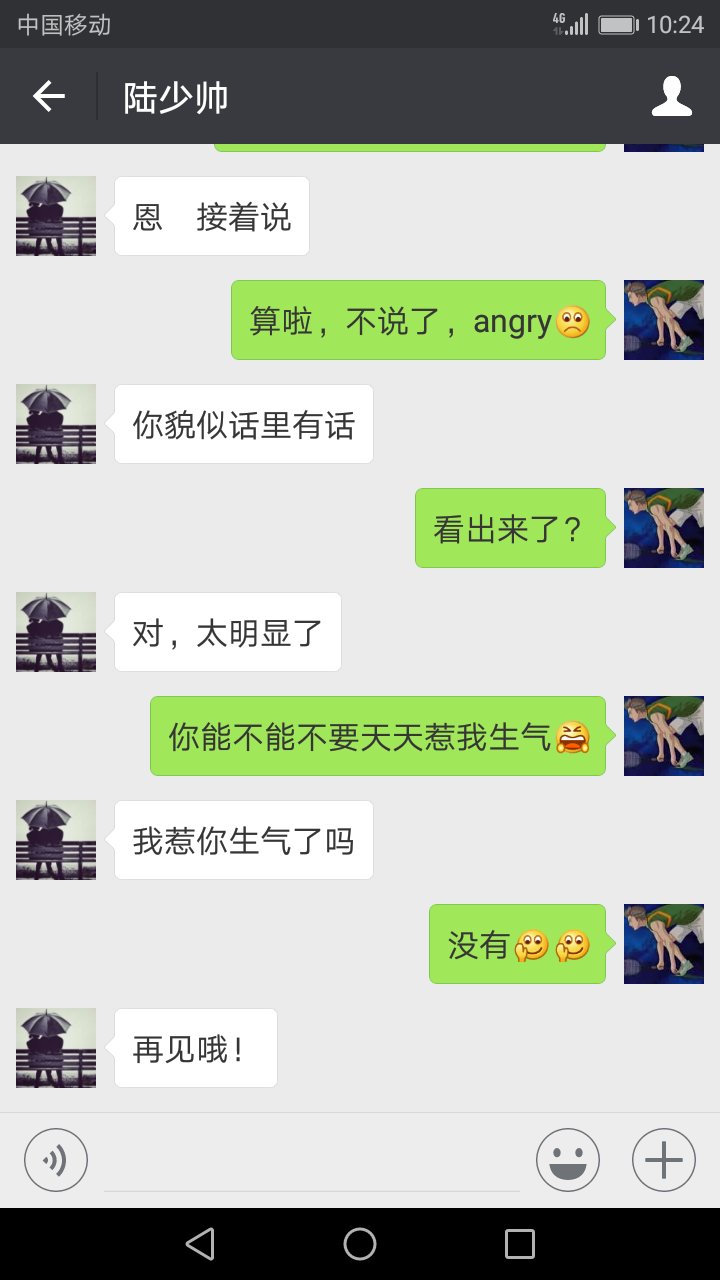 中国移动 4G 10:24
陆少帅
恩 接着说
算啦，不说了，angry
你貌似话里有话
看出来了？
对，太明显了
你能不能不要天天惹我生气
我惹你生气了吗
没有
再见哦！